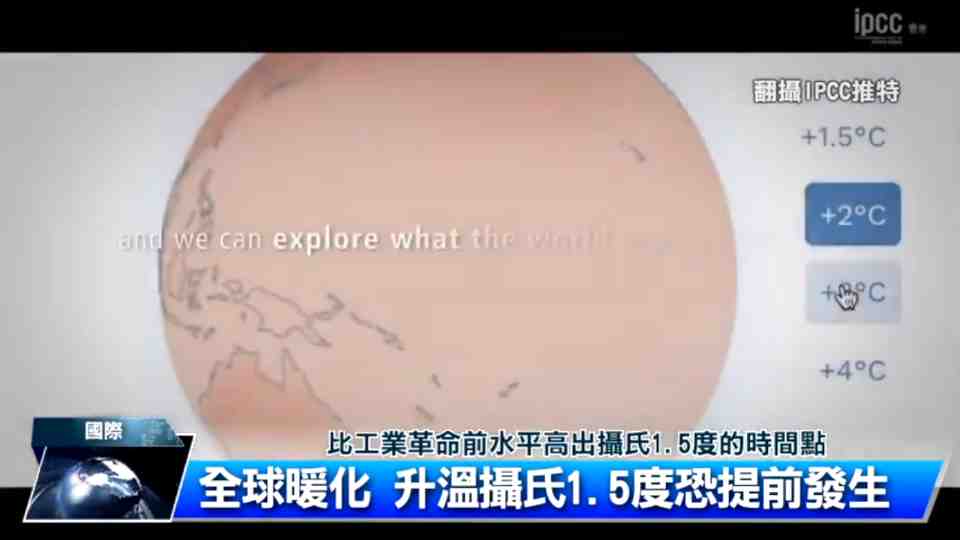 ipcc
翻攝IPCC推特
+1.5°C
+2°C
and we can explore what the world
+4°C
國際
比工業革命前水平高出攝氏1.5度的時間點
全球暖化 升溫攝氏1.5度恐提前發生